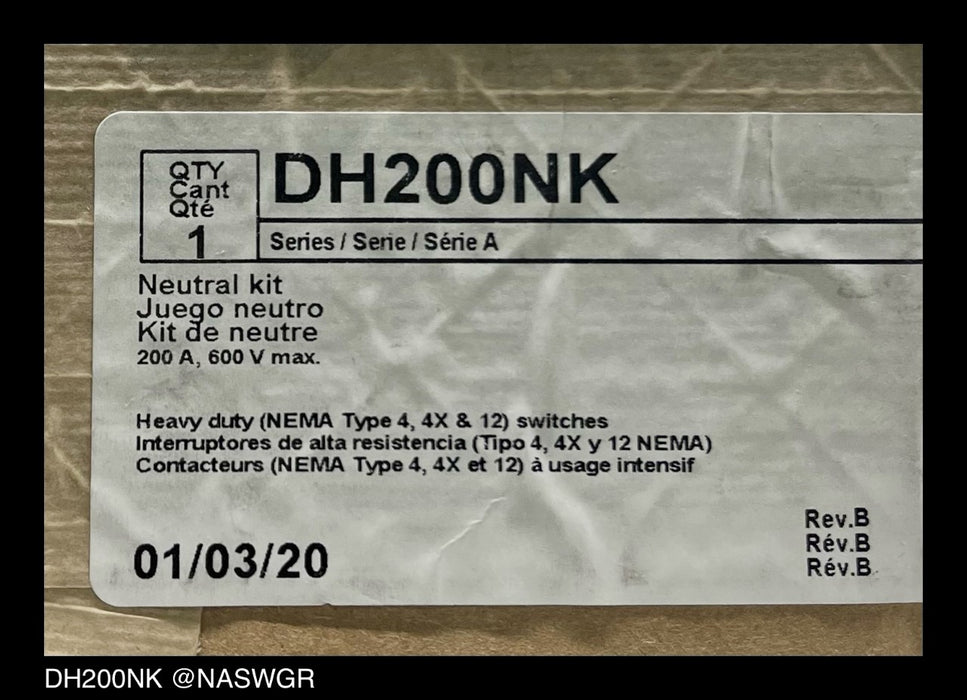 QTY
Cant
Qté
1
DH200NK
Series / Serie / Série A
Neutral kit
Juego neutro
Kit de neutre
200 A, 600 V max.
Heavy duty (NEMA Type 4, 4X & 12) switches
Interruptores de alta resistencia (Tipo 4, 4X y 12 NEMA)
Contacteurs (NEMA Type 4, 4X et 12) à usage intensif
Rev.B
Rév.B
Rév.B
01/03/20
DH200NK @NASWGR